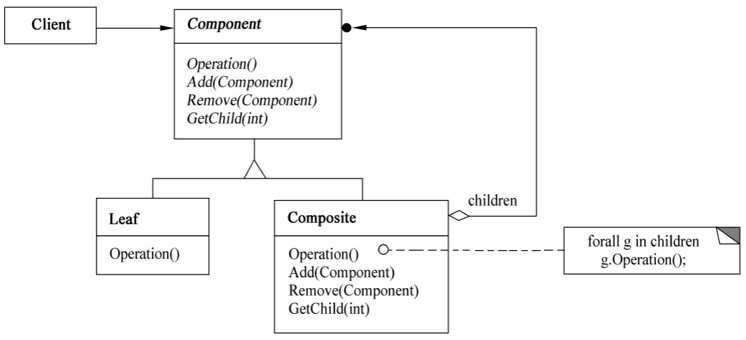 Client
Component
Operation()
Add(Component)
Remove(Component)
GetChild(int)
children
Leaf
Operation()
Composite
Operation()
Add(Component)
Remove(Component)
GetChild(int)
forall g in children
g.Operation();